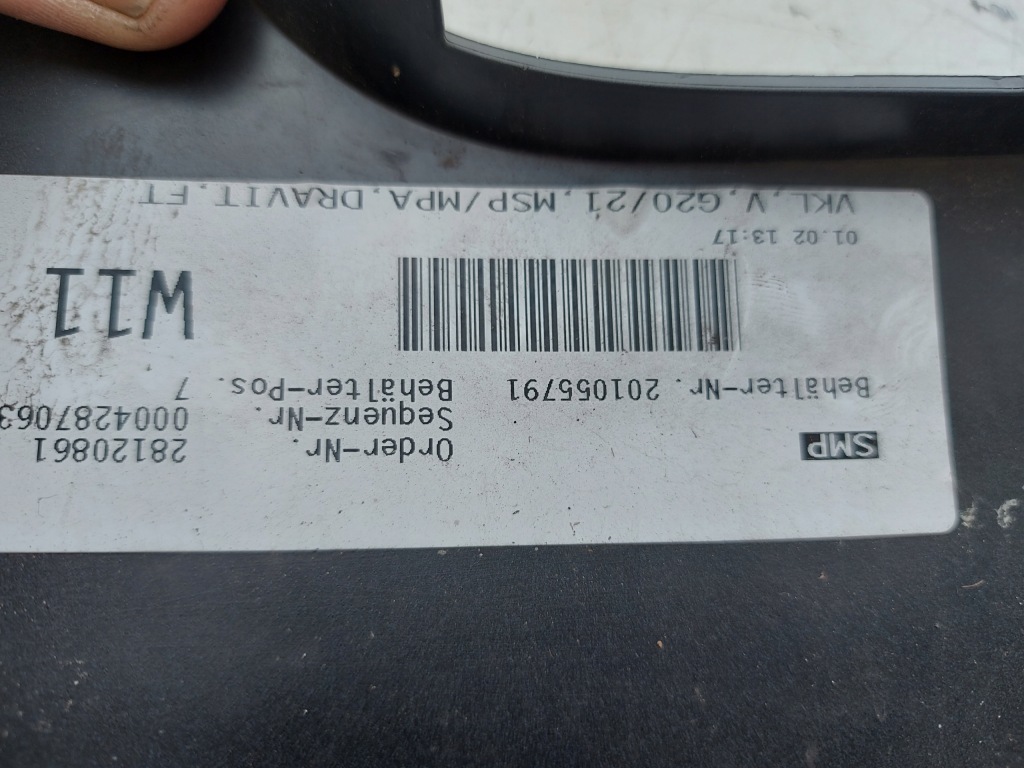 SMP Order-Nr. 28120861
Sequenz-Nr. 0004287063
Behälter-Nr. 201055791 Behälter-Pos. 7
W11
01.02 13:17
VKL,V,G20/21,MSP/MPA,DRAVIT,FT